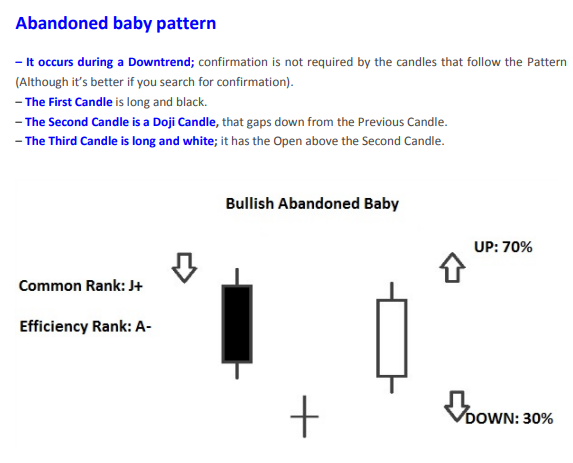 Abandoned baby pattern
– It occurs during a Downtrend; confirmation is not required by the candles that follow the Pattern
(Although it's better if you search for confirmation).
– The First Candle is long and black.
– The Second Candle is a Doji Candle, that gaps down from the Previous Candle.
– The Third Candle is long and white; it has the Open above the Second Candle.
Bullish Abandoned Baby
UP: 70%
Common Rank: J+
Efficiency Rank: A-
DOWN: 30%